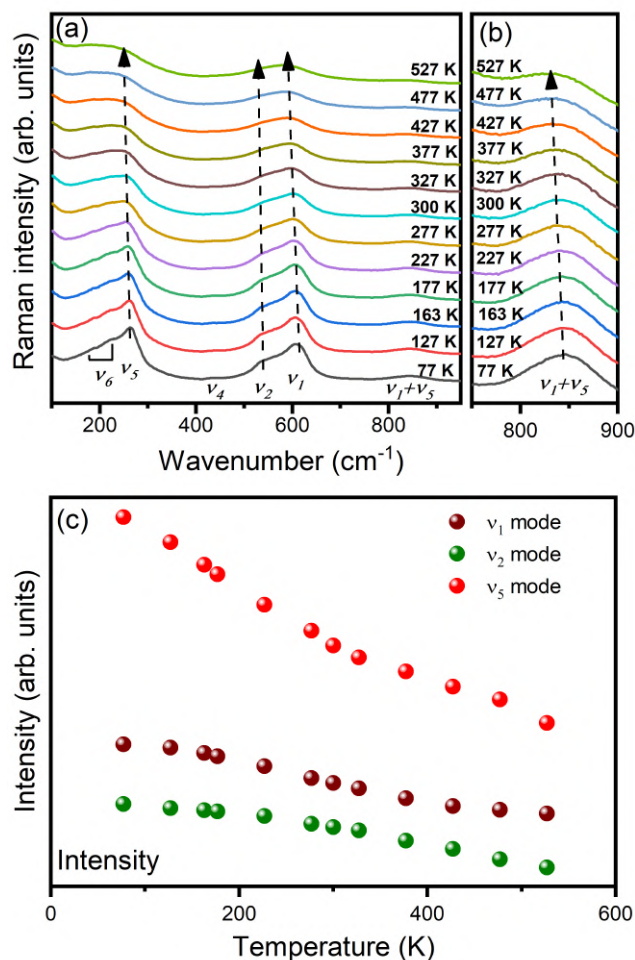 (a)
(b)
527 K
477 K
427 K
377 K
327 K
300 K
277 K
227 K
177 K
163 K
127 K
77 K
527 K
477 K
427 K
377 K
327 K
300 K
277 K
227 K
177 K
163 K
127 K
77 K
ν6
ν5
ν4
ν2
ν1
ν1+ν5
ν1+ν5
200 400 600 800
800 900
Wavenumber (cm-1)
Raman intensity (arb. units)
(c)
ν1 mode
ν2 mode
ν5 mode
Intensity (arb. units)
Intensity
0 200 400 600
Temperature (K)